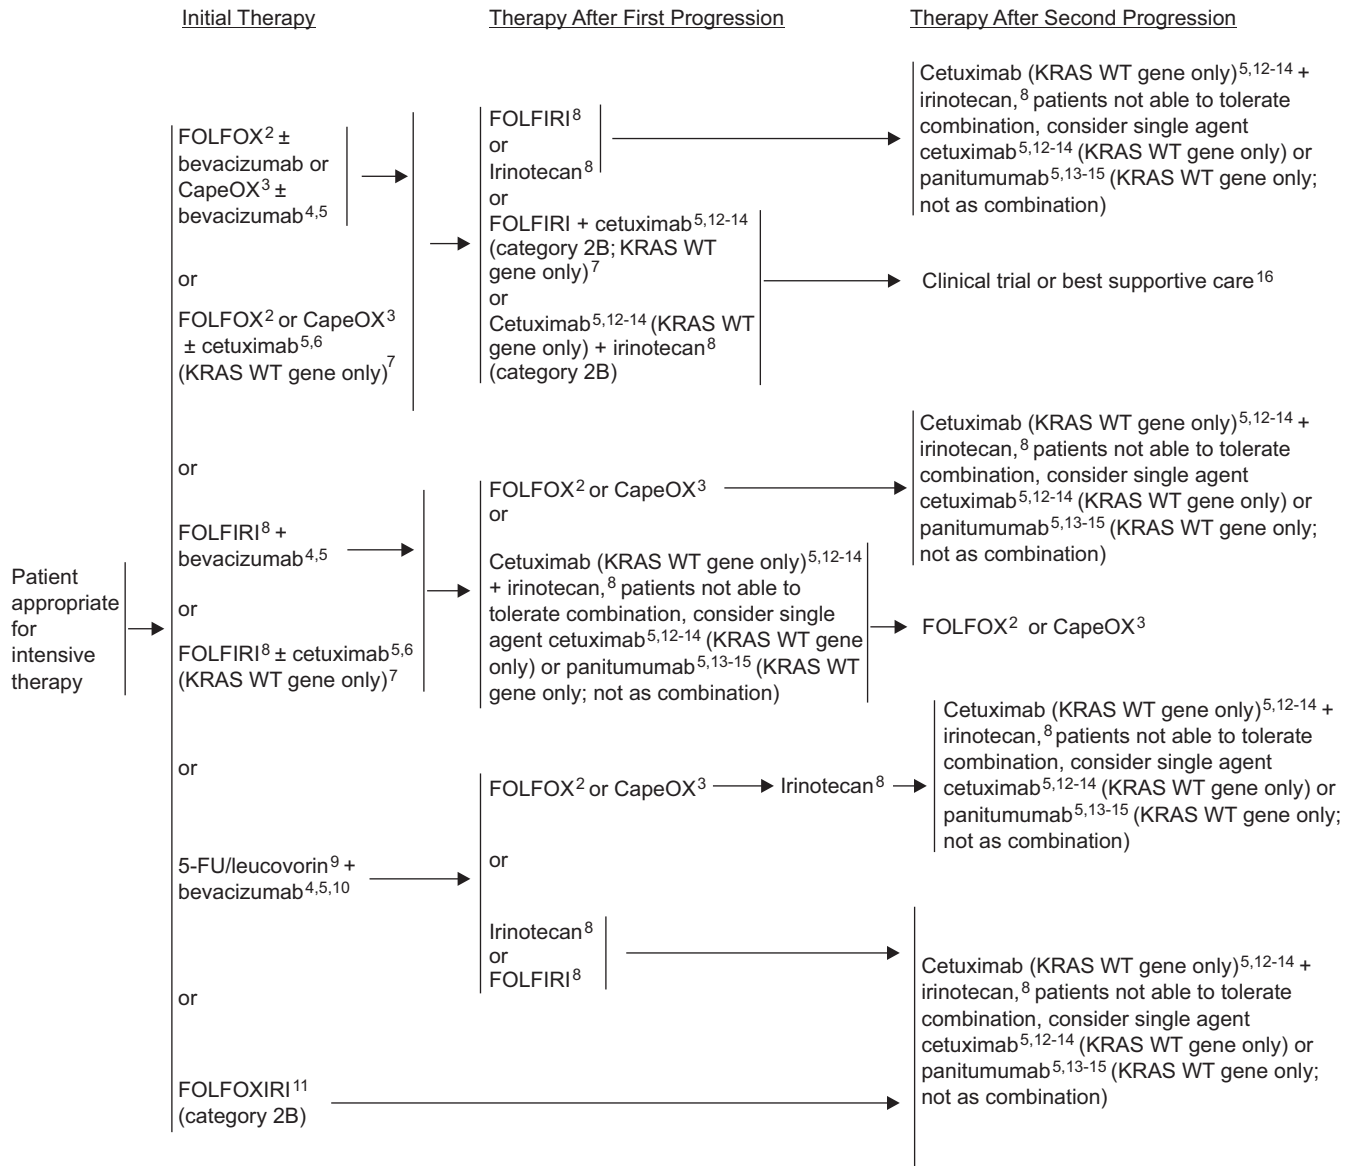 Initial Therapy
Therapy After First Progression
Therapy After Second Progression
Patient
appropriate
for
intensive
therapy
FOLFOX2 ±
bevacizumab or
CapeOX3 ±
bevacizumab4,5
or
FOLFOX2 or CapeOX3
± cetuximab5,6
(KRAS WT gene only)7
or
FOLFIRI8 +
bevacizumab4,5
or
FOLFIRI8 ± cetuximab5,6
(KRAS WT gene only)7
or
5-FU/leucovorin9 +
bevacizumab4,5,10
or
FOLFOXIRI11
(category 2B)
FOLFIRI8
or
Irinotecan8
or
FOLFIRI + cetuximab5,12-14
(category 2B; KRAS WT
gene only)7
or
Cetuximab5,12-14 (KRAS WT
gene only) + irinotecan8
(category 2B)
FOLFOX2 or CapeOX3
or
Cetuximab (KRAS WT gene only)5,12-14
+ irinotecan,8 patients not able to
tolerate combination, consider single
agent cetuximab5,12-14 (KRAS WT gene
only) or panitumumab5,13-15 (KRAS WT
gene only; not as combination)
FOLFOX2 or CapeOX3
Irinotecan8
or
Irinotecan8
or
FOLFIRI8
Cetuximab (KRAS WT gene only)5,12-14 +
irinotecan,8 patients not able to tolerate
combination, consider single agent
cetuximab5,12-14 (KRAS WT gene only) or
panitumumab5,13-15 (KRAS WT gene only;
not as combination)
Clinical trial or best supportive care16
Cetuximab (KRAS WT gene only)5,12-14 +
irinotecan,8 patients not able to tolerate
combination, consider single agent
cetuximab5,12-14 (KRAS WT gene only) or
panitumumab5,13-15 (KRAS WT gene only;
not as combination)
FOLFOX2 or CapeOX3
Cetuximab (KRAS WT gene only)5,12-14 +
irinotecan,8 patients not able to tolerate
combination, consider single agent
cetuximab5,12-14 (KRAS WT gene only) or
panitumumab5,13-15 (KRAS WT gene only;
not as combination)
Cetuximab (KRAS WT gene only)5,12-14 +
irinotecan,8 patients not able to tolerate
combination, consider single agent
cetuximab5,12-14 (KRAS WT gene only) or
panitumumab5,13-15 (KRAS WT gene only;
not as combination)